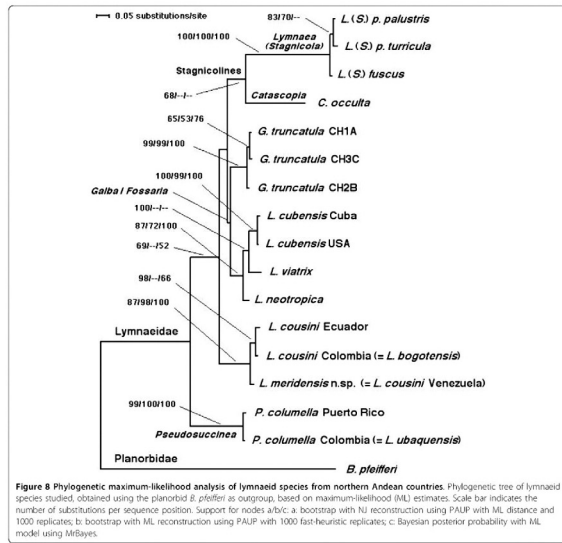 0.05 substitutions/site
83/70/--
L. (S.) p. palustris
100/100/100
Lymnaea
(Stagnicola)
L. (S.) p. turricula
Stagnicolines
L. (S.) fuscus
68/--/--
Catascopia
C. occulta
65/53/76
G. truncatula CH1A
99/99/100
G. truncatula CH3C
100/99/100
G. truncatula CH2B
Galba / Fossaria
100/--/--
L. cubensis Cuba
87/72/100
L. cubensis USA
69/--/52
L. viatrix
98/--/66
L. neotropica
87/98/100
L. cousini Ecuador
Lymnaeidae
L. cousini Colombia (= L. bogotensis)
L. meridensis n.sp. (= L. cousini Venezuela)
99/100/100
P. columella Puerto Rico
Pseudosuccinea
P. columella Colombia (= L. ubaquensis)
Planorbidae
B. pfeifferi
Figure 8 Phylogenetic maximum-likelihood analysis of lymnaeid species from northern Andean countries. Phylogenetic tree of lymnaeid
species studied, obtained using the planorbid B. pfeifferi as outgroup, based on maximum-likelihood (ML) estimates. Scale bar indicates the
number of substitutions per sequence position. Support for nodes a/b/c: a: bootstrap with NJ reconstruction using PAUP with ML distance and
1000 replicates; b: bootstrap with ML reconstruction using PAUP with 1000 fast-heuristic replicates; c: Bayesian posterior probability with ML
model using MrBayes.